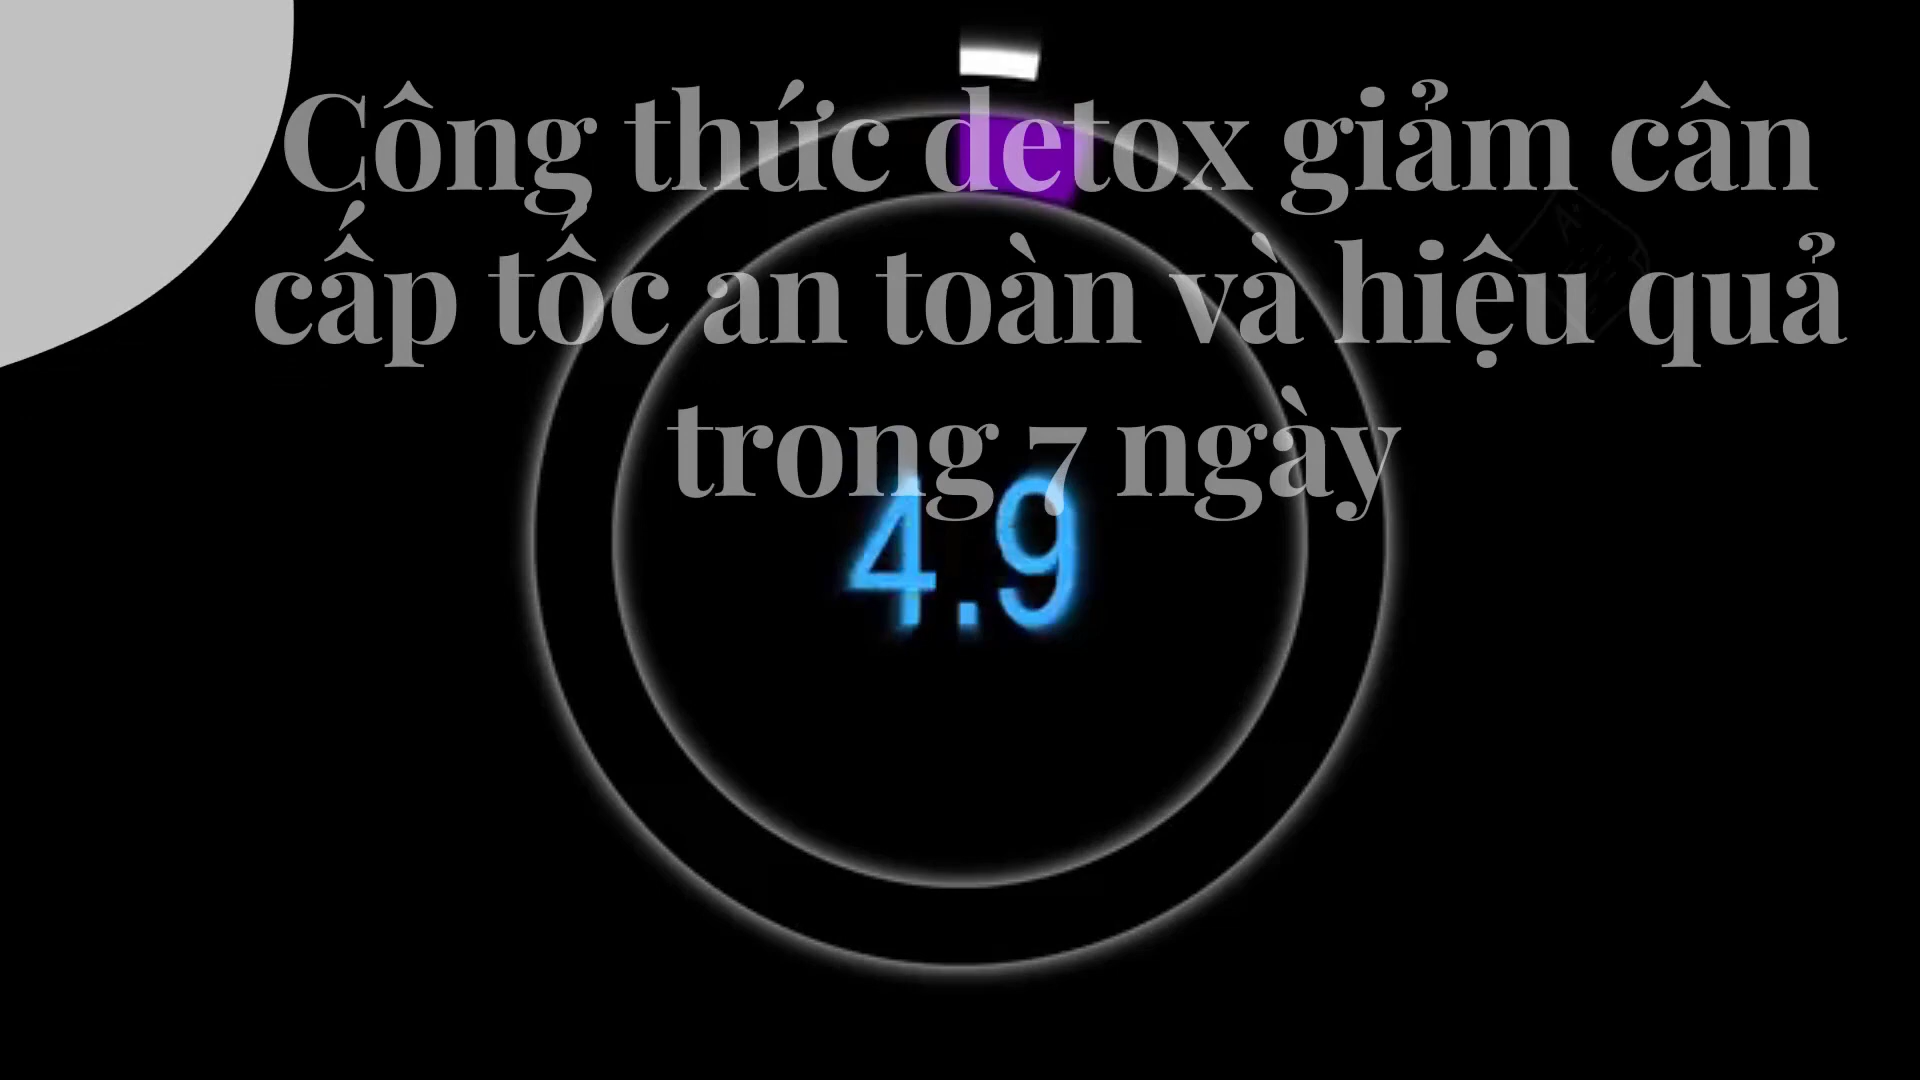 Công thức detox giảm cân
cấp tốc an toàn và hiệu quả
trong 7 ngày
4.9